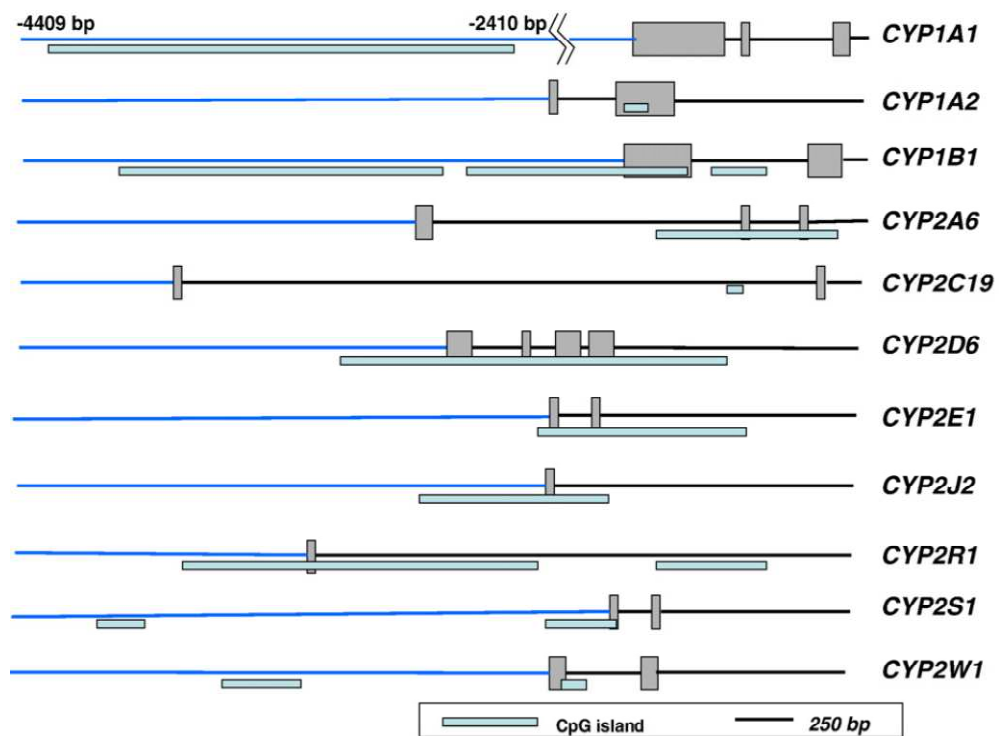 -4409 bp -2410 bp CYP1A1
CYP1A2
CYP1B1
CYP2A6
CYP2C19
CYP2D6
CYP2E1
CYP2J2
CYP2R1
CYP2S1
CYP2W1
CpG island 250 bp